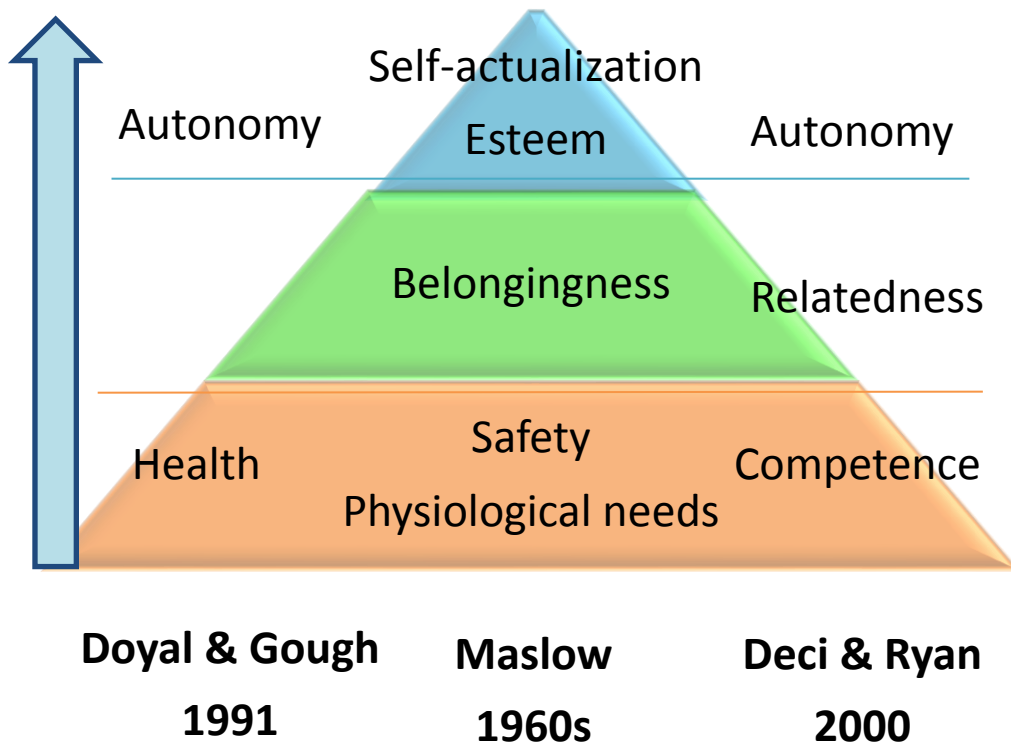 Self-actualization
Autonomy Esteem Autonomy
Belongingness Relatedness
Safety
Health Competence
Physiological needs
Doyal & Gough Maslow Deci & Ryan
1991 1960s 2000